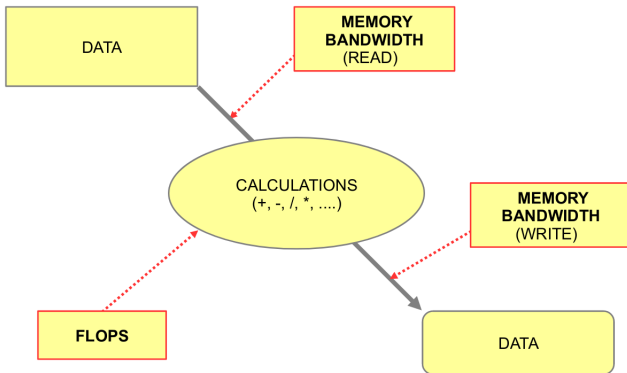 DATA
MEMORY
BANDWIDTH
(READ)
CALCULATIONS
(+, -, /, *, ....)
MEMORY
BANDWIDTH
(WRITE)
FLOPS
DATA